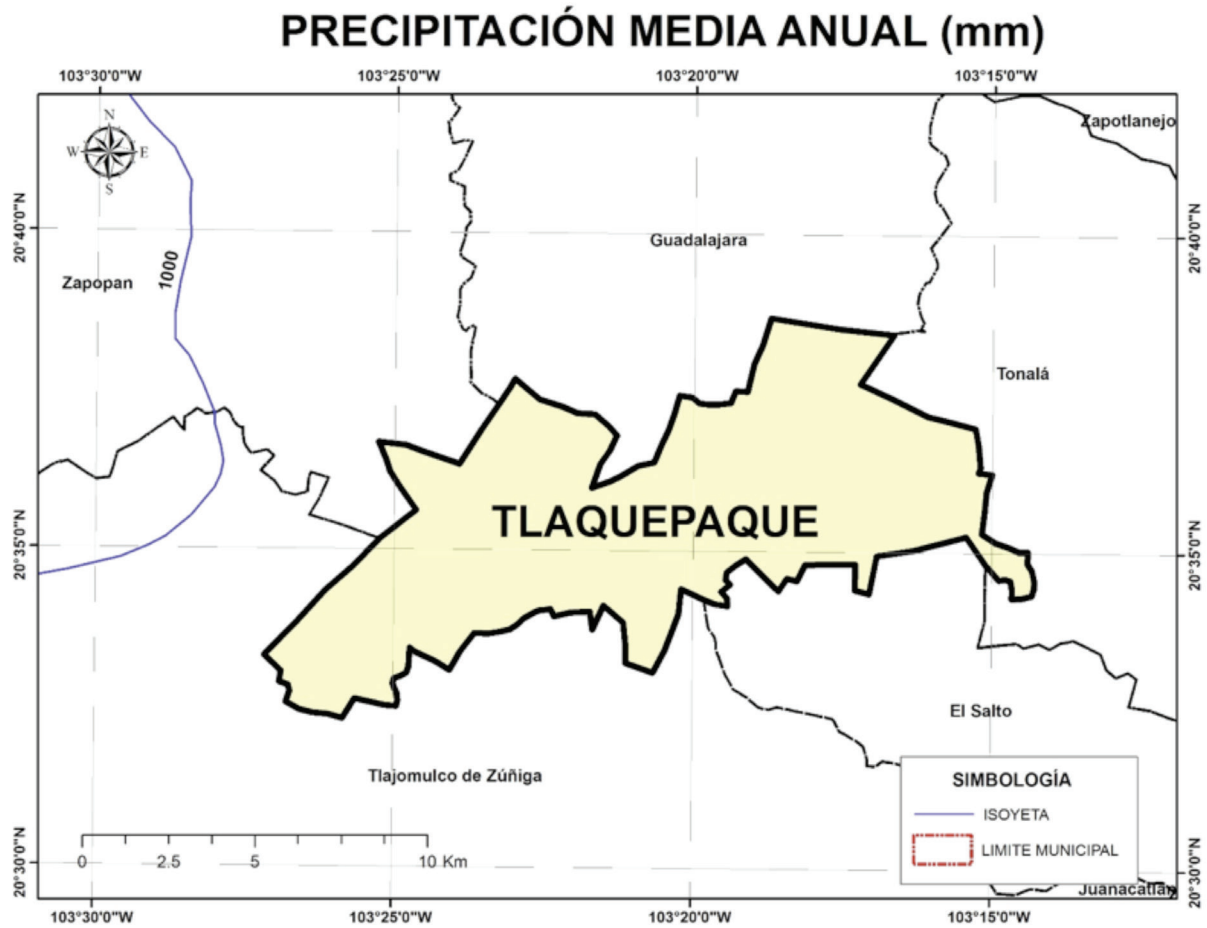 PRECIPITACIÓN MEDIA ANUAL (mm)
103°30'0"W 103°25'0"W 103°20'0"W 103°15'0"W
Zapotlanejo
N
W E
S
20°40'0"N
Guadalajara
20°40'0"N
1000
Zapopan
Tonalá
TLAQUEPAQUE
20°35'0"N
20°35'0"N
El Salto
Tlajomulco de Zúñiga
SIMBOLOGÍA
ISOYETA
LIMITE MUNICIPAL
0 2.5 5 10 Km
20°30'0"N
20°30'0"N
Juanacatlán
103°30'0"W 103°25'0"W 103°20'0"W 103°15'0"W